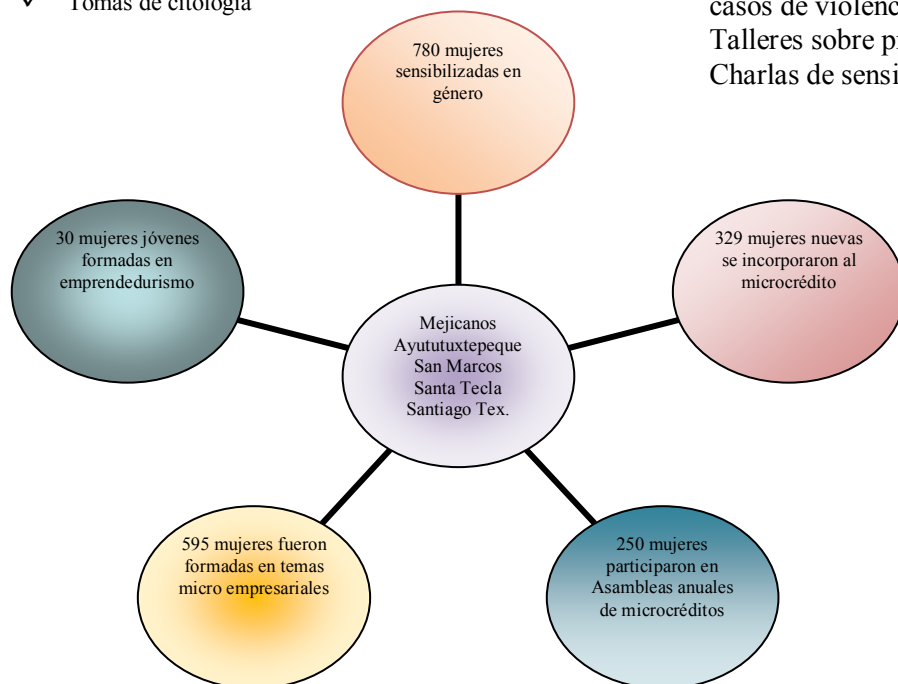 Tomas de citología
casos de
Talleres sobre
Charlas de
780 mujeres
sensibilizadas en
género
30 mujeres jóvenes
formadas en
emprendedurismo
329 mujeres nuevas
se incorporaron al
microcrédito
Mejicanos
Ayututuxtepeque
San Marcos
Santa Tecla
Santiago Tex.
595 mujeres fueron
formadas en temas
micro empresariales
250 mujeres
participaron en
Asambleas anuales
de microcréditos